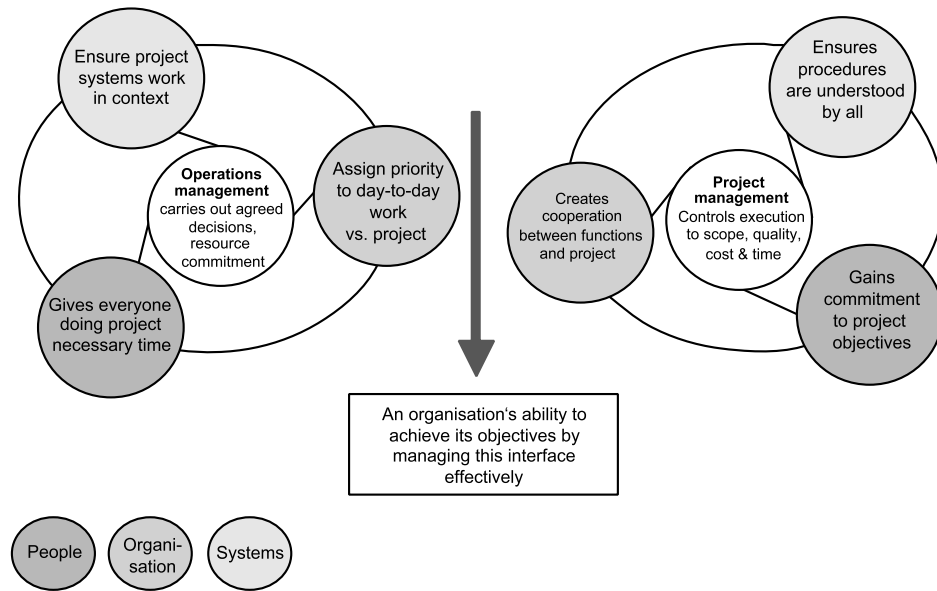 Ensure project
systems work
in context
Operations
management
carries out agreed
decisions,
resource
commitment
Assign priority
to day-to-day
work
vs. project
Gives everyone
doing project
necessary time
Ensures
procedures
are understood
by all
Project
management
Controls execution
to scope, quality,
cost & time
Creates
cooperation
between functions
and project
Gains
commitment
to project
objectives
An organisation‘s ability to
achieve its objectives by
managing this interface
effectively
People
Organi-
sation
Systems